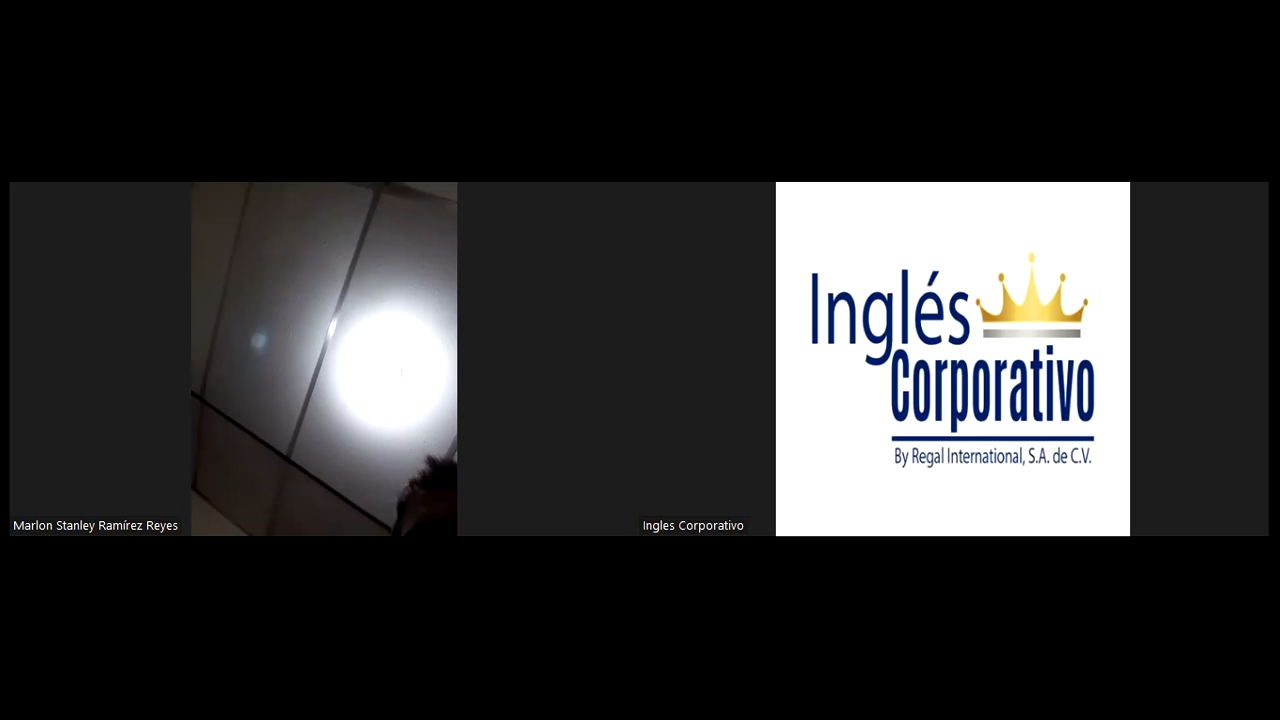 Inglés
Corporativo
By Regal International, S.A. de C.V.
Marlon Stanley Ramírez Reyes
Ingles Corporativo